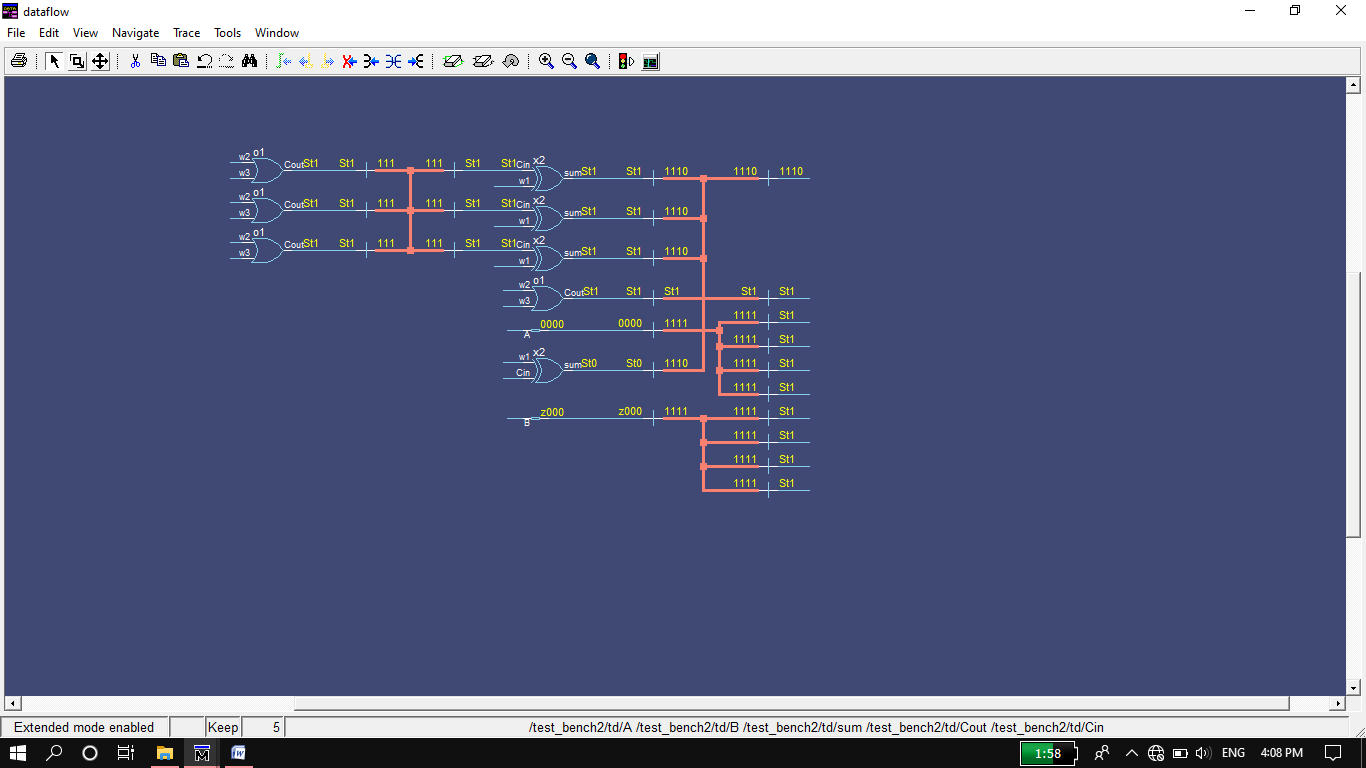 dataflow
File Edit View Navigate Trace Tools Window
w2 o1 Cout St1 St1 111 111 St1 St1 Cin x2
w3 w1 sum St1 St1 1110 1110 1110
w2 o1 Cout St1 St1 111 111 St1 St1 Cin x2
w3 w1 sum St1 St1 1110
w2 o1 Cout St1 St1 111 111 St1 St1 Cin x2
w3 w1 sum St1 St1 1110
w2 o1
w3 Cout St1 St1 St1 St1 St1
1111 St1
A 0000 0000 1111
1111 St1
w1 x2
Cin sum St0 St0 1110 1111 St1
1111 St1
B z000 z000 1111 1111 St1
1111 St1
1111 St1
1111 St1
Extended mode enabled Keep 5 /test_bench2/td/A /test_bench2/td/B /test_bench2/td/sum /test_bench2/td/Cout /test_bench2/td/Cin
1:58 ENG 4:08 PM